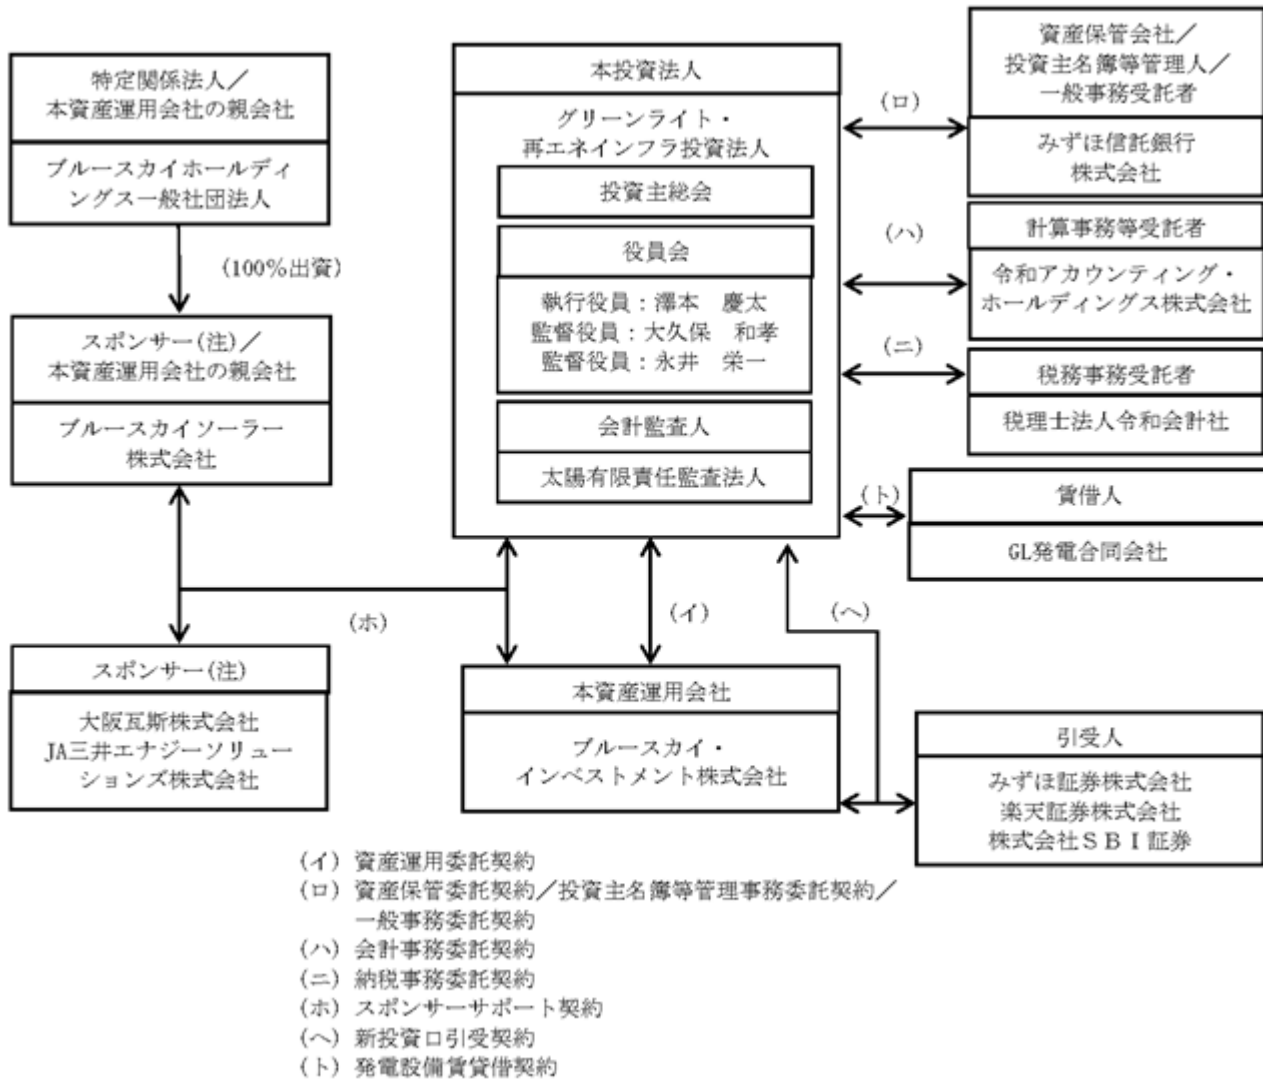 特定関係法人／
本資産運用会社の親会社
ブルースカイホールディ
ングス一般社団法人
(100％出資)
スポンサー(注)／
本資産運用会社の親会社
ブルースカイソーラー
株式会社
スポンサー(注)
大阪瓦斯株式会社
JA三井エナジーソリュー
ションズ株式会社
本投資法人
グリーンライト・
再エネインフラ投資法人
投資主総会
役員会
執行役員：澤本　慶太
監督役員：大久保　和孝
監督役員：永井　栄一
会計監査人
太陽有限責任監査法人
(ロ)
資産保管会社／
投資主名簿等管理人／
一般事務受託者
みずほ信託銀行
株式会社
(ハ)
計算事務等受託者
令和アカウンティング・
ホールディングス株式会社
(ニ)
税務事務受託者
税理士法人令和会計社
(ト)
賃借人
GL発電合同会社
(ホ)
(イ)
(ヘ)
本資産運用会社
ブルースカイ・
インベストメント株式会社
引受人
みずほ証券株式会社
楽天証券株式会社
株式会社ＳＢＩ証券
(イ) 資産運用委託契約
(ロ) 資産保管委託契約／投資主名簿等管理事務委託契約／
一般事務委託契約
(ハ) 会計事務委託契約
(ニ) 納税事務委託契約
(ホ) スポンサーサポート契約
(ヘ) 新投資口引受契約
(ト) 発電設備賃貸借契約